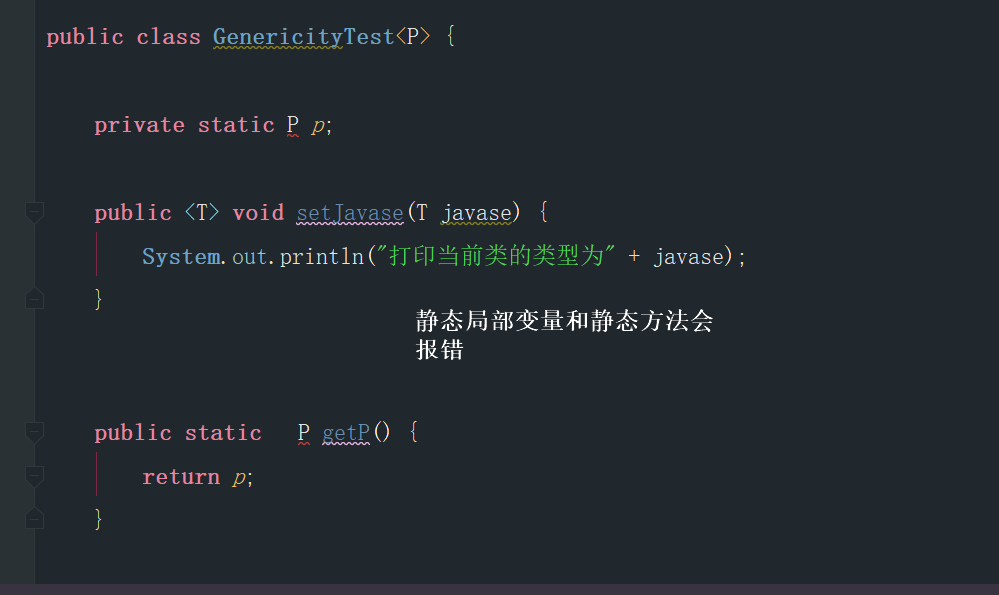 public class GenericityTest<P> {
private static P p;
public <T> void setJavase(T javase) {
System.out.println("打印当前类的类型为" + javase);
}
静态局部变量和静态方法会
报错
public static P getP() {
return p;
}